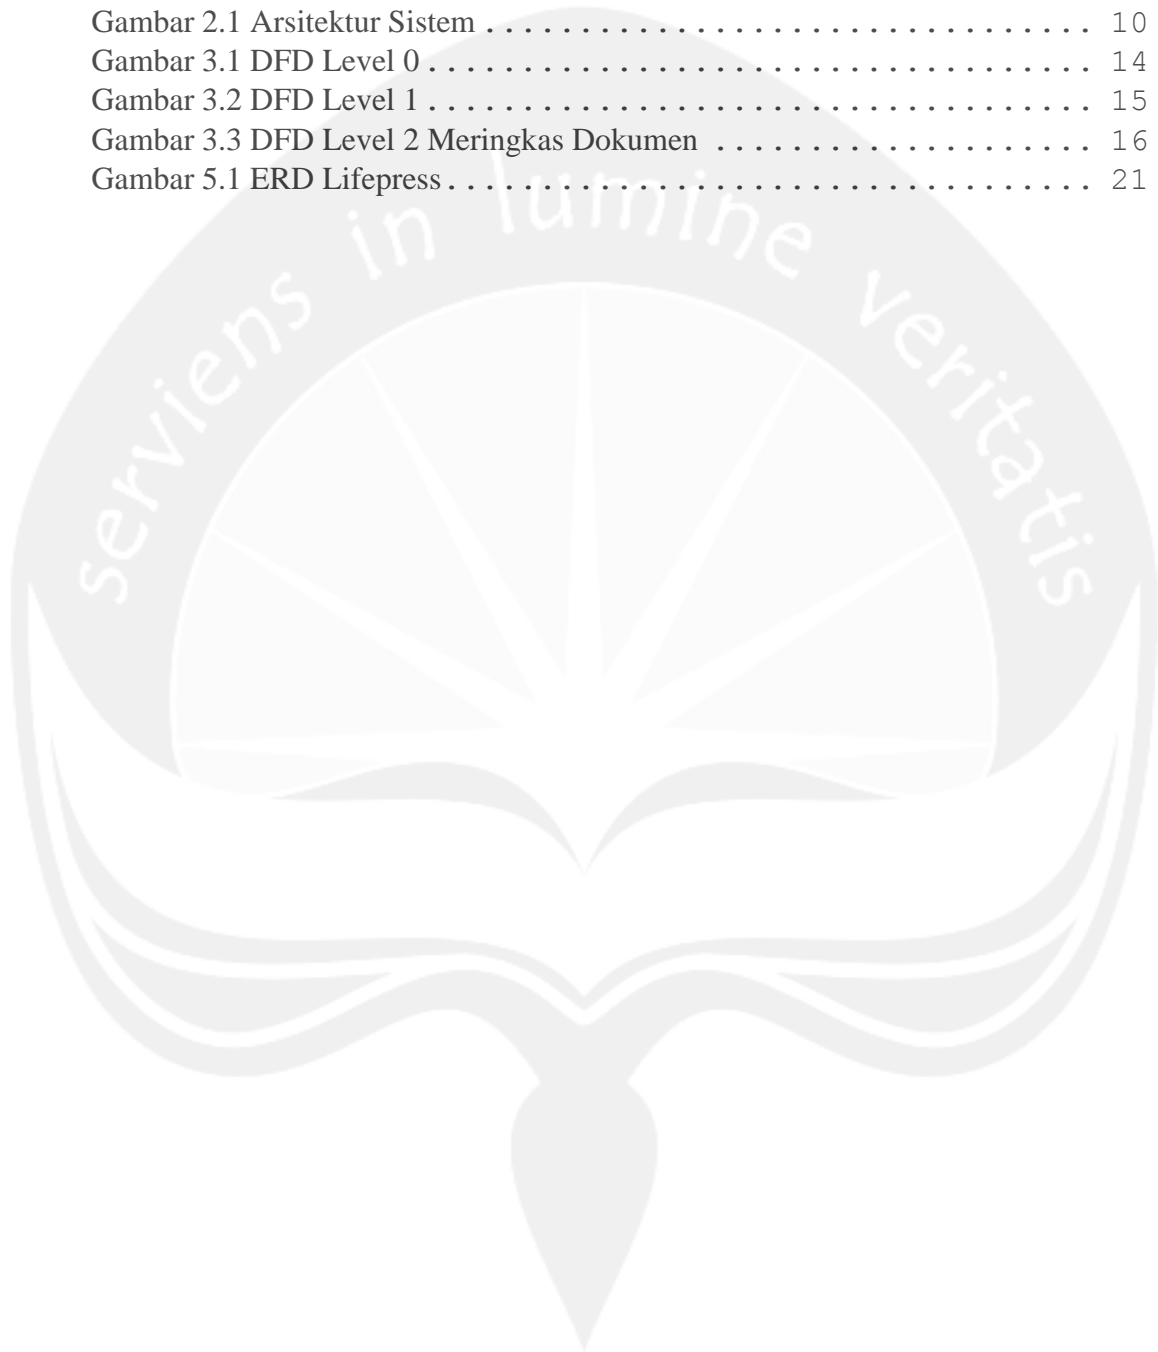 Gambar 2.1 Arsitektur Sistem . . . . . . . . . . . . . . . . . . . . . . . . . . . . . . . . 10
Gambar 3.1 DFD Level 0 . . . . . . . . . . . . . . . . . . . . . . . . . . . . . . . . . . . 14
Gambar 3.2 DFD Level 1 . . . . . . . . . . . . . . . . . . . . . . . . . . . . . . . . . . . 15
Gambar 3.3 DFD Level 2 Meringkas Dokumen . . . . . . . . . . . . . . . . . . . . 16
Gambar 5.1 ERD Lifepress . . . . . . . . . . . . . . . . . . . . . . . . . . . . . . . . . . 21
serviens in lumine veritatis